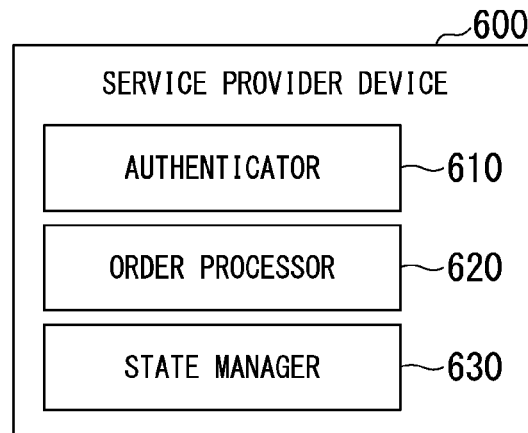 600
SERVICE PROVIDER DEVICE
AUTHENTICATOR 610
ORDER PROCESSOR 620
STATE MANAGER 630